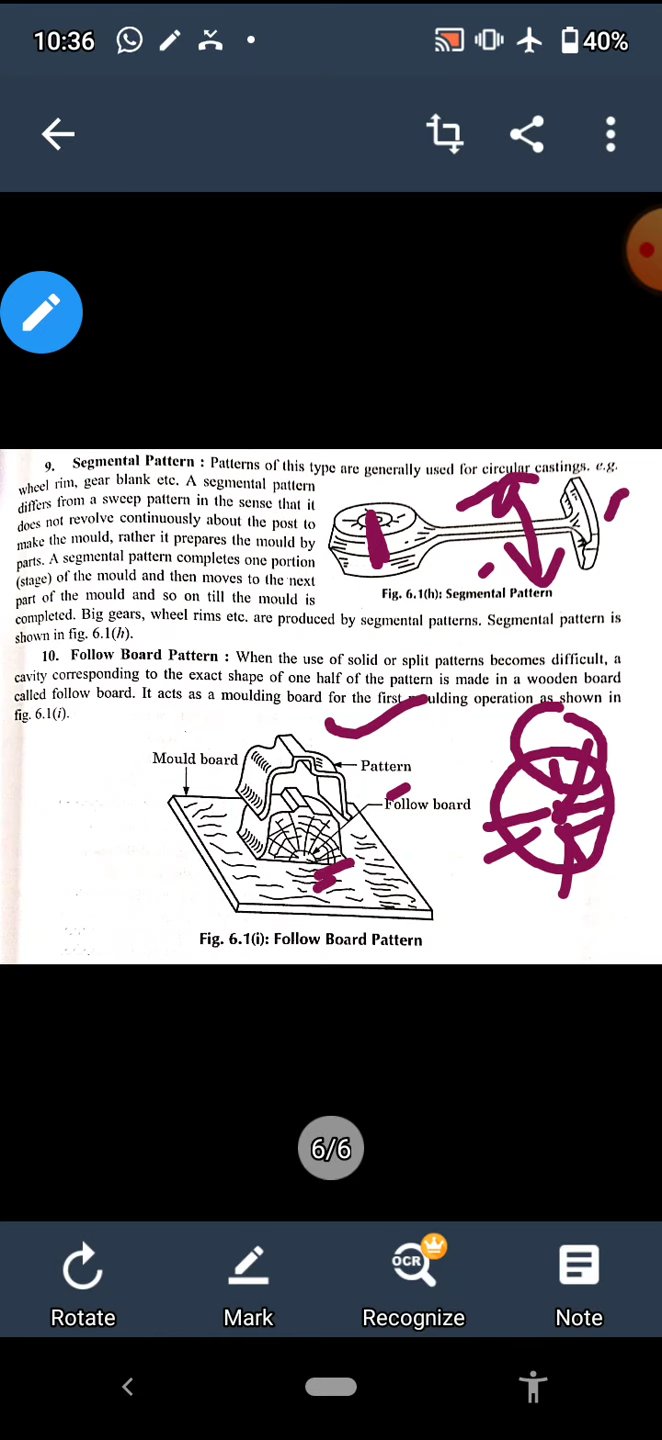 10:36
40%
9. Segmental Pattern : Patterns of this type are generally used for circular castings. e.g.
wheel rim, gear blank etc. A segmental pattern
differs from a sweep pattern in the sense that it
does not revolve continuously about the post to
make the mould, rather it prepares the mould by
parts. A segmental pattern completes one portion
(stage) of the mould and then moves to the next
part of the mould and so on till the mould is
Fig. 6.1(h): Segmental Pattern
completed. Big gears, wheel rims etc. are produced by segmental patterns. Segmental pattern is
shown in fig. 6.1(h).
10. Follow Board Pattern : When the use of solid or split patterns becomes difficult, a
cavity corresponding to the exact shape of one half of the pattern is made in a wooden board
called follow board. It acts as a moulding board for the first operation as shown in
fig. 6.1(i).
Mould board
Pattern
Follow board
Fig. 6.1(i): Follow Board Pattern
6/6
OCR
Rotate
Mark
Recognize
Note